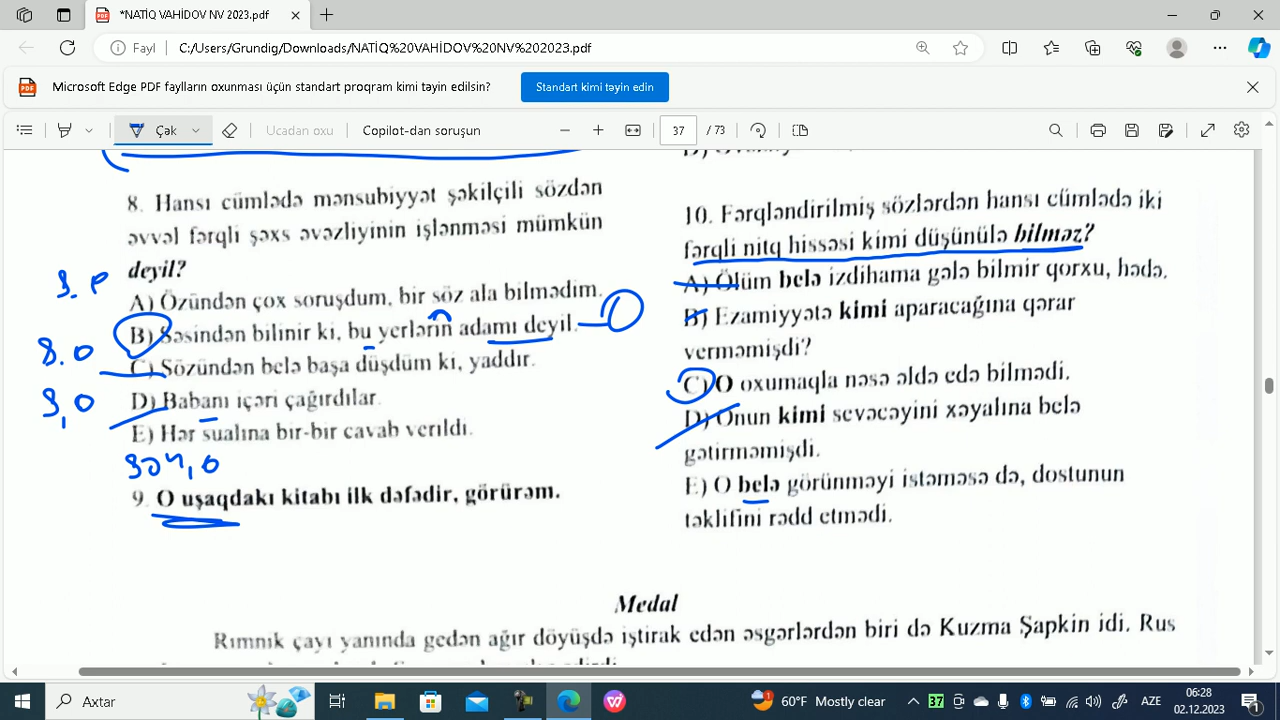 *NATİQ VAHİDOV NV 2023.pdf
Fayl
C:/Users/Grundig/Downloads/NATİQ%20VAHİDOV%20NV%202023.pdf
Microsoft Edge PDF faylların oxunması üçün standart proqram kimi təyin edilsin?
Standart kimi təyin edin
Çək
Ucadan oxu
Copilot-dan soruşun
37 / 73
8. Hansı cümlədə mənsubiyyət şəkilçili sözdən
əvvəl fərqli şəxs əvəzliyinin işlənməsi mümkün
deyil?
A) Özündən çox soruşdum, bir söz ala bilmədim.
B) Səsindən bilinir ki, bu yerlərin adamı deyil.
C) Sözündən belə başa düşdüm ki, yaddır.
D) Babanı içəri çağırdılar.
E) Hər sualına bir-bir cavab verildi.
9. O uşaqdakı kitabı ilk dəfədir, görürəm.
10. Fərqləndirilmiş sözlərdən hansı cümlədə iki
fərqli nitq hissəsi kimi düşünülə bilməz?
A) Ölüm belə izdihama gələ bilmir qorxu, hədə.
B) Ezamiyyətə kimi aparacağına qərar
verməmişdi?
C) O oxumaqla nəsə əldə edə bilmədi.
D) Onun kimi sevəcəyini xəyalına belə
gətirməmişdi.
E) O belə görünməyi istəməsə də, dostunun
təklifini rədd etmədi.
Medal
Rımnik çayı yanında gedən ağır döyüşdə iştirak edən əsgərlərdən biri də Kuzma Şapkin idi. Rus
Axtar
60°F Mostly clear
37
AZE
06:28
02.12.2023